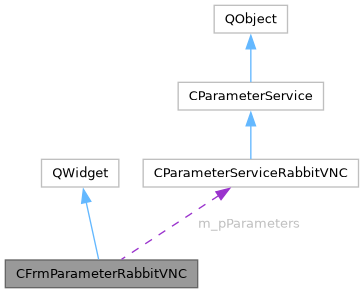 QObject
CParameterService
QWidget
CParameterServiceRabbitVNC
m_pParameters
CFrmParameterRabbitVNC